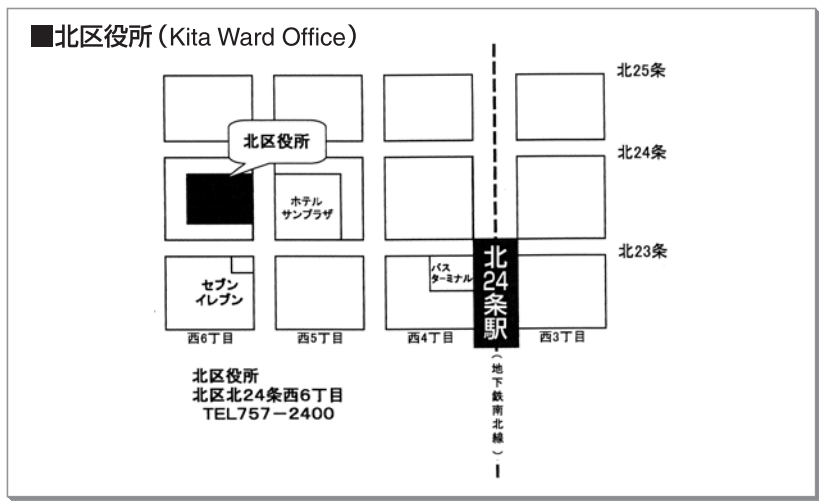 ■北区役所（Kita Ward Office）
北25条
北24条
北区役所
ホテル
サンプラザ
北23条
バス
ターミナル
北24条駅
セブン
イレブン
西6丁目
西5丁目
西4丁目
西3丁目
（地下鉄南北線）
北区役所
北区北24条西6丁目
TEL757－2400